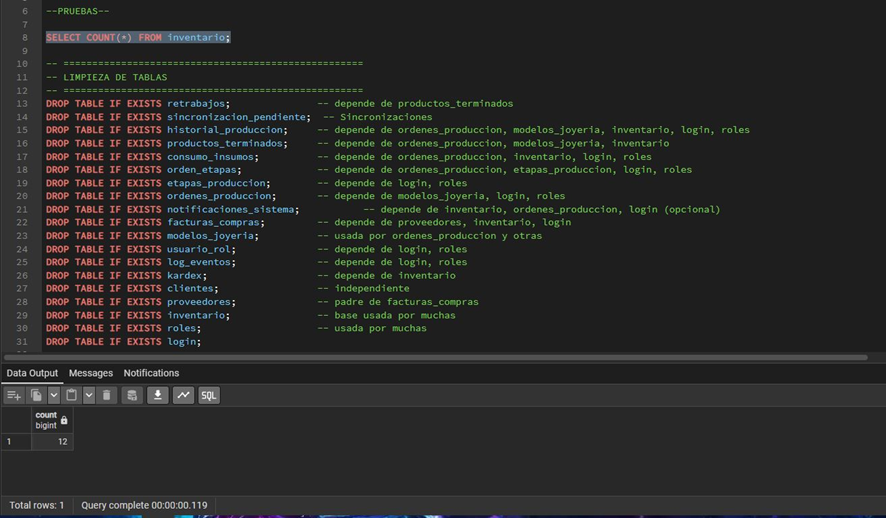 6 --PRUEBAS--
7
8 SELECT COUNT(*) FROM inventario;
9
10 -- ================================================
11 -- LIMPIEZA DE TABLAS
12 -- ================================================
13 DROP TABLE IF EXISTS retrabajos; -- depende de productos_terminados
14 DROP TABLE IF EXISTS sincronizacion_pendiente; -- Sincronizaciones
15 DROP TABLE IF EXISTS historial_produccion; -- depende de ordenes_produccion, modelos_joyeria, inventario, login, roles
16 DROP TABLE IF EXISTS productos_terminados; -- depende de ordenes_produccion, modelos_joyeria, inventario
17 DROP TABLE IF EXISTS consumo_insumos; -- depende de ordenes_produccion, inventario, login, roles
18 DROP TABLE IF EXISTS orden_etapas; -- depende de ordenes_produccion, etapas_produccion, login, roles
19 DROP TABLE IF EXISTS etapas_produccion; -- depende de login, roles
20 DROP TABLE IF EXISTS ordenes_produccion; -- depende de modelos_joyeria, login, roles
21 DROP TABLE IF EXISTS notificaciones_sistema; -- depende de inventario, ordenes_produccion, login (opcional)
22 DROP TABLE IF EXISTS facturas_compras; -- depende de proveedores, inventario, login
23 DROP TABLE IF EXISTS modelos_joyeria; -- usada por ordenes_produccion y otras
24 DROP TABLE IF EXISTS usuario_rol; -- depende de login, roles
25 DROP TABLE IF EXISTS log_eventos; -- depende de login, roles
26 DROP TABLE IF EXISTS kardex; -- depende de inventario
27 DROP TABLE IF EXISTS clientes; -- independiente
28 DROP TABLE IF EXISTS proveedores; -- padre de facturas_compras
29 DROP TABLE IF EXISTS inventario; -- base usada por muchas
30 DROP TABLE IF EXISTS roles; -- usada por muchas
31 DROP TABLE IF EXISTS login;
Data Output Messages Notifications
SQL
count
bigint
1 12
Total rows: 1 Query complete 00:00:00.119